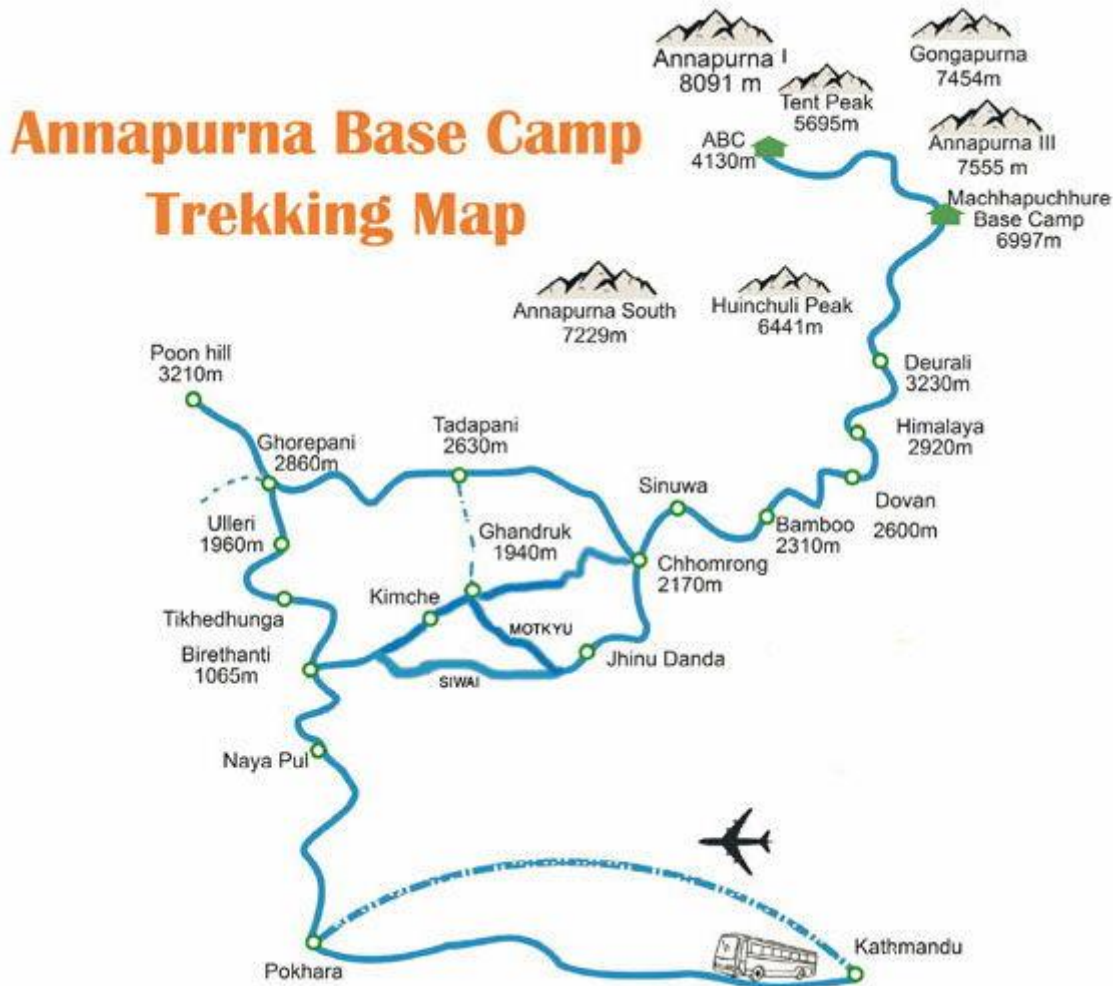 Annapurna Base Camp
Trekking Map
Annapurna I
8091 m
Gongapurna
7454m
Tent Peak
5695m
ABC
4130m
Annapurna III
7555 m
Machhapuchhure
Base Camp
6997m
Annapurna South
7229m
Huinchuli Peak
6441m
Poon hill
3210m
Deurali
3230m
Himalaya
2920m
Ghorepani
2860m
Tadapani
2630m
Sinuwa
Dovan
2600m
Ulleri
1960m
Ghandruk
1940m
Bamboo
2310m
Chhomrong
2170m
Kimche
Tikhedhunga
MOTKYU
Birethanti
1065m
Jhinu Danda
SIWAI
Naya Pul
Kathmandu
Pokhara